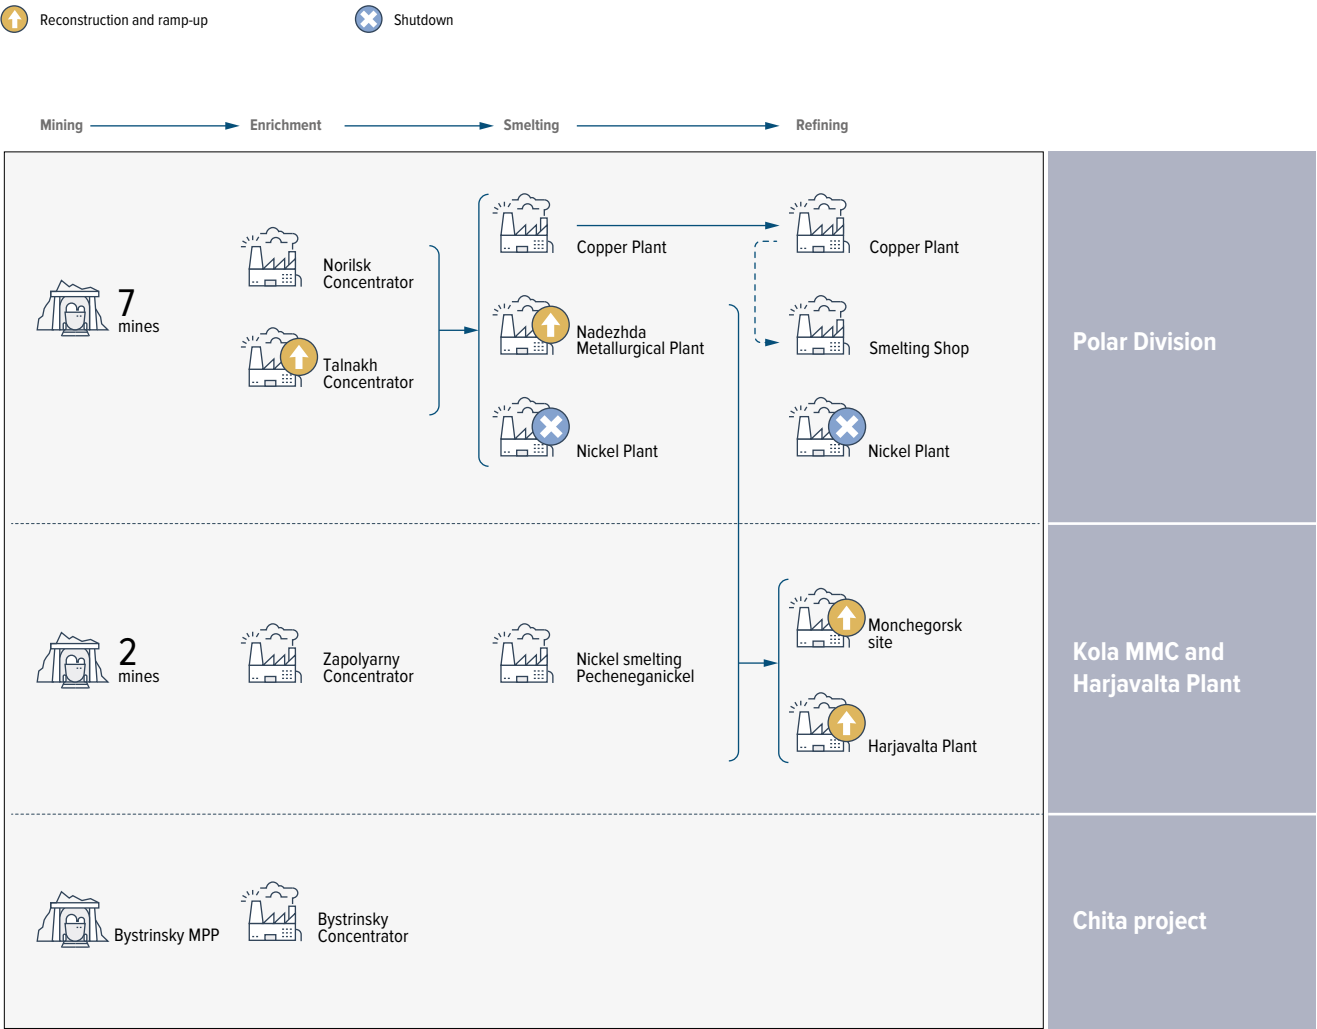 Reconstruction and ramp-up
Shutdown
Mining
Enrichment
Smelting
Refining
7
mines
Norilsk
Concentrator
Talnakh
Concentrator
Copper Plant
Nadezhda
Metallurgical Plant
Nickel Plant
Copper Plant
Smelting Shop
Nickel Plant
Polar Division
2
mines
Zapolyarny
Concentrator
Nickel smelting
Pecheneganickel
Monchegorsk
site
Harjavalta Plant
Kola MMC and
Harjavalta Plant
Bystrinsky MPP
Bystrinsky
Concentrator
Chita project